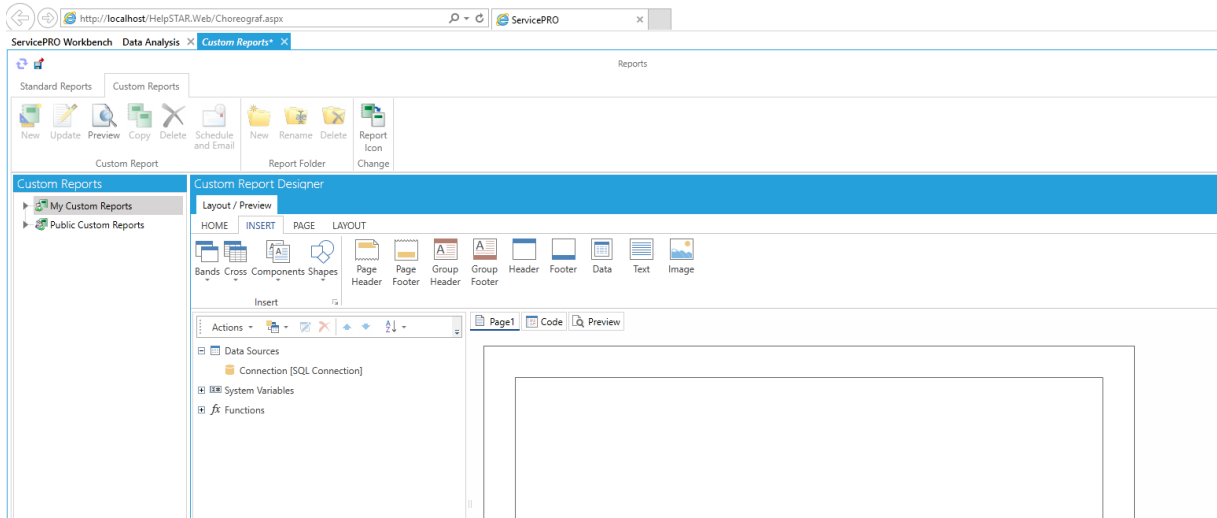 http://localhost/HelpSTAR.Web/Choreograf.aspx ServicePRO
ServicePRO Workbench Data Analysis Custom Reports*
Reports
Standard Reports Custom Reports
New Update Preview Copy Delete Schedule and Email New Rename Delete Report Icon
Custom Report Report Folder Change
Custom Reports Custom Report Designer
My Custom Reports Layout / Preview
Public Custom Reports HOME INSERT PAGE LAYOUT
Bands Cross Components Shapes Page Header Page Footer Group Header Group Footer Header Footer Data Text Image
Insert
Actions Page1 Code Preview
Data Sources
Connection [SQL Connection]
System Variables
fx Functions